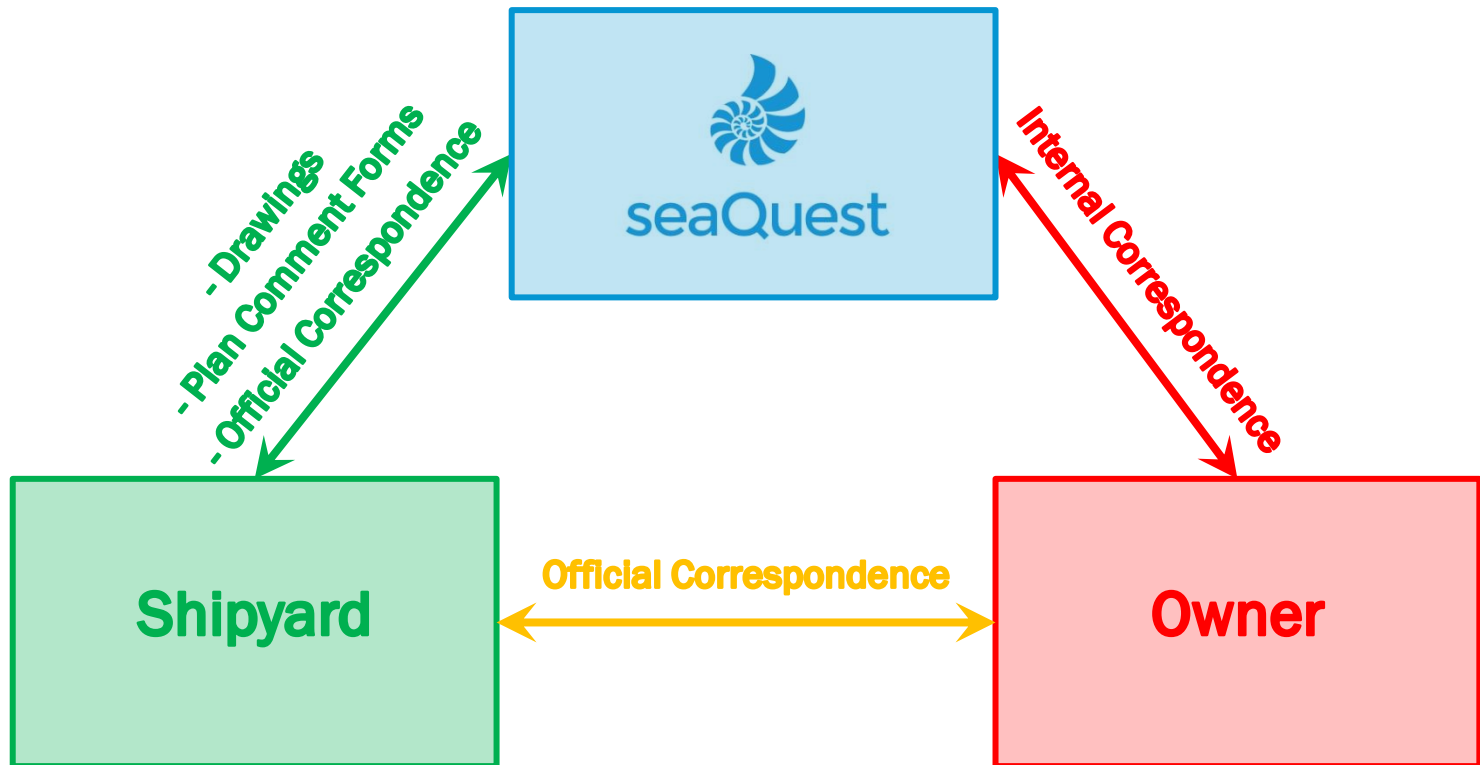 seaQuest
- Drawings
- Plan Comment Forms
- Official Correspondence
Internal Correspondence
Official Correspondence
Shipyard
Owner